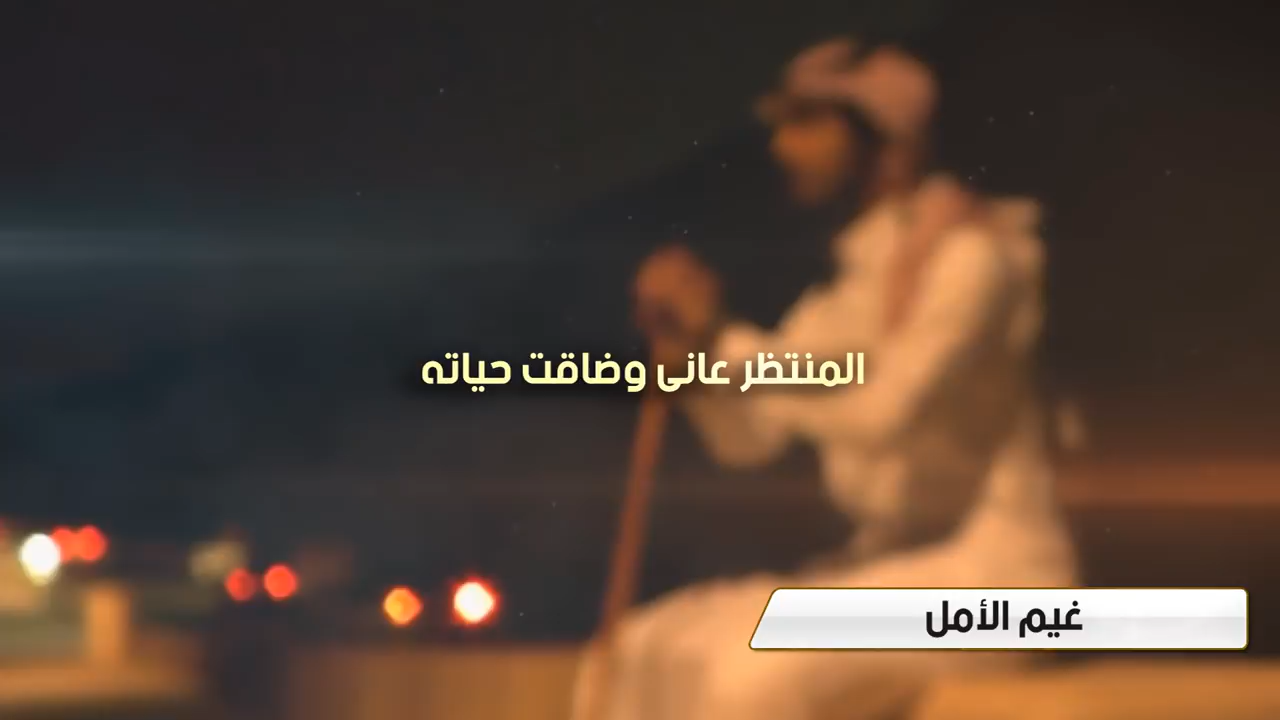 المنتظر عانى وضاقت حياته
غيم الأمل